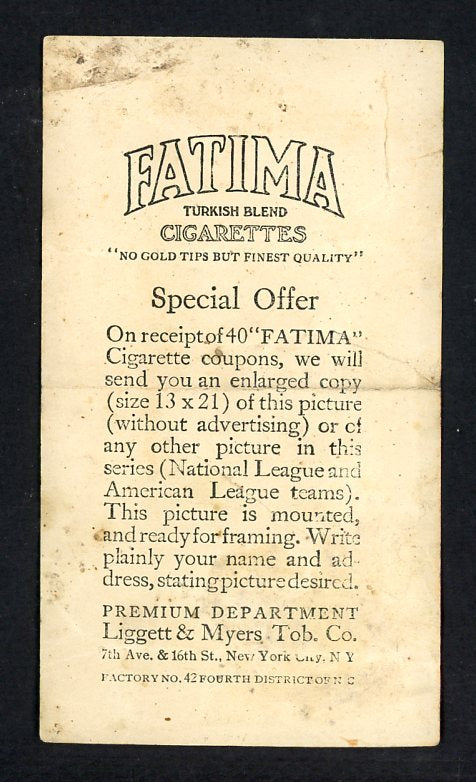 FATIMA
TURKISH BLEND
CIGARETTES
"NO GOLD TIPS BUT FINEST QUALITY"
Special Offer
On receipt of 40 "FATIMA"
Cigarette coupons, we will
send you an enlarged copy
(size 13 x 21) of this picture
(without advertising) or of
any other picture in this
series (National League and
American League teams).
This picture is mounted,
and ready for framing. Write
plainly your name and ad-
dress, stating picture desired.
PREMIUM DEPARTMENT
Liggett & Myers Tob. Co.
7th Ave. & 16th St., New York City, N Y
FACTORY NO. 42 FOURTH DISTRICT OF N C